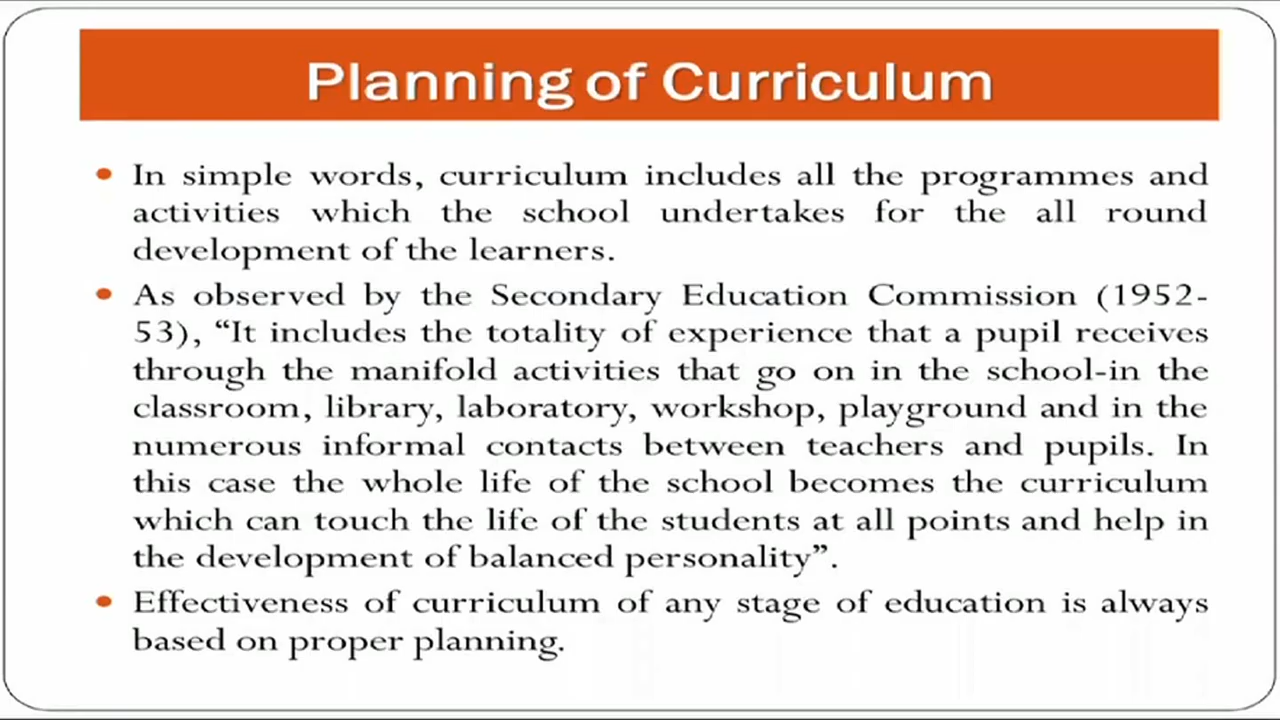 Planning of Curriculum
• In simple words, curriculum includes all the programmes and
activities which the school undertakes for the all round
development of the learners.
• As observed by the Secondary Education Commission (1952-
53), “It includes the totality of experience that a pupil receives
through the manifold activities that go on in the school-in the
classroom, library, laboratory, workshop, playground and in the
numerous informal contacts between teachers and pupils. In
this case the whole life of the school becomes the curriculum
which can touch the life of the students at all points and help in
the development of balanced personality”.
• Effectiveness of curriculum of any stage of education is always
based on proper planning.